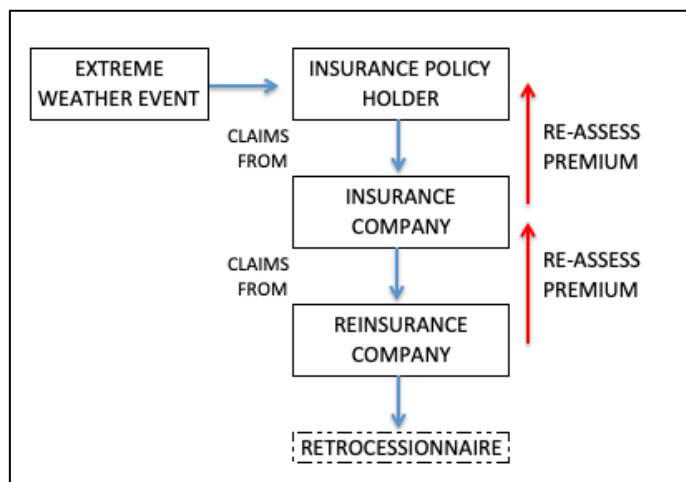 EXTREME
WEATHER EVENT
INSURANCE POLICY
HOLDER
CLAIMS
FROM
RE-ASSESS
PREMIUM
INSURANCE
COMPANY
CLAIMS
FROM
RE-ASSESS
PREMIUM
REINSURANCE
COMPANY
RETROCESSIONNAIRE